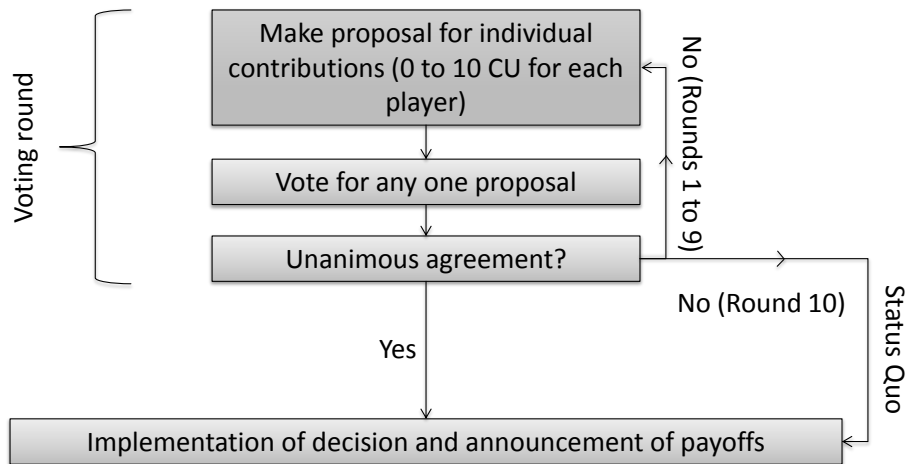 Voting round
Make proposal for individual
contributions (0 to 10 CU for each
player)
No (Rounds 1 to 9)
Vote for any one proposal
Unanimous agreement?
No (Round 10)
Status Quo
Yes
Implementation of decision and announcement of payoffs